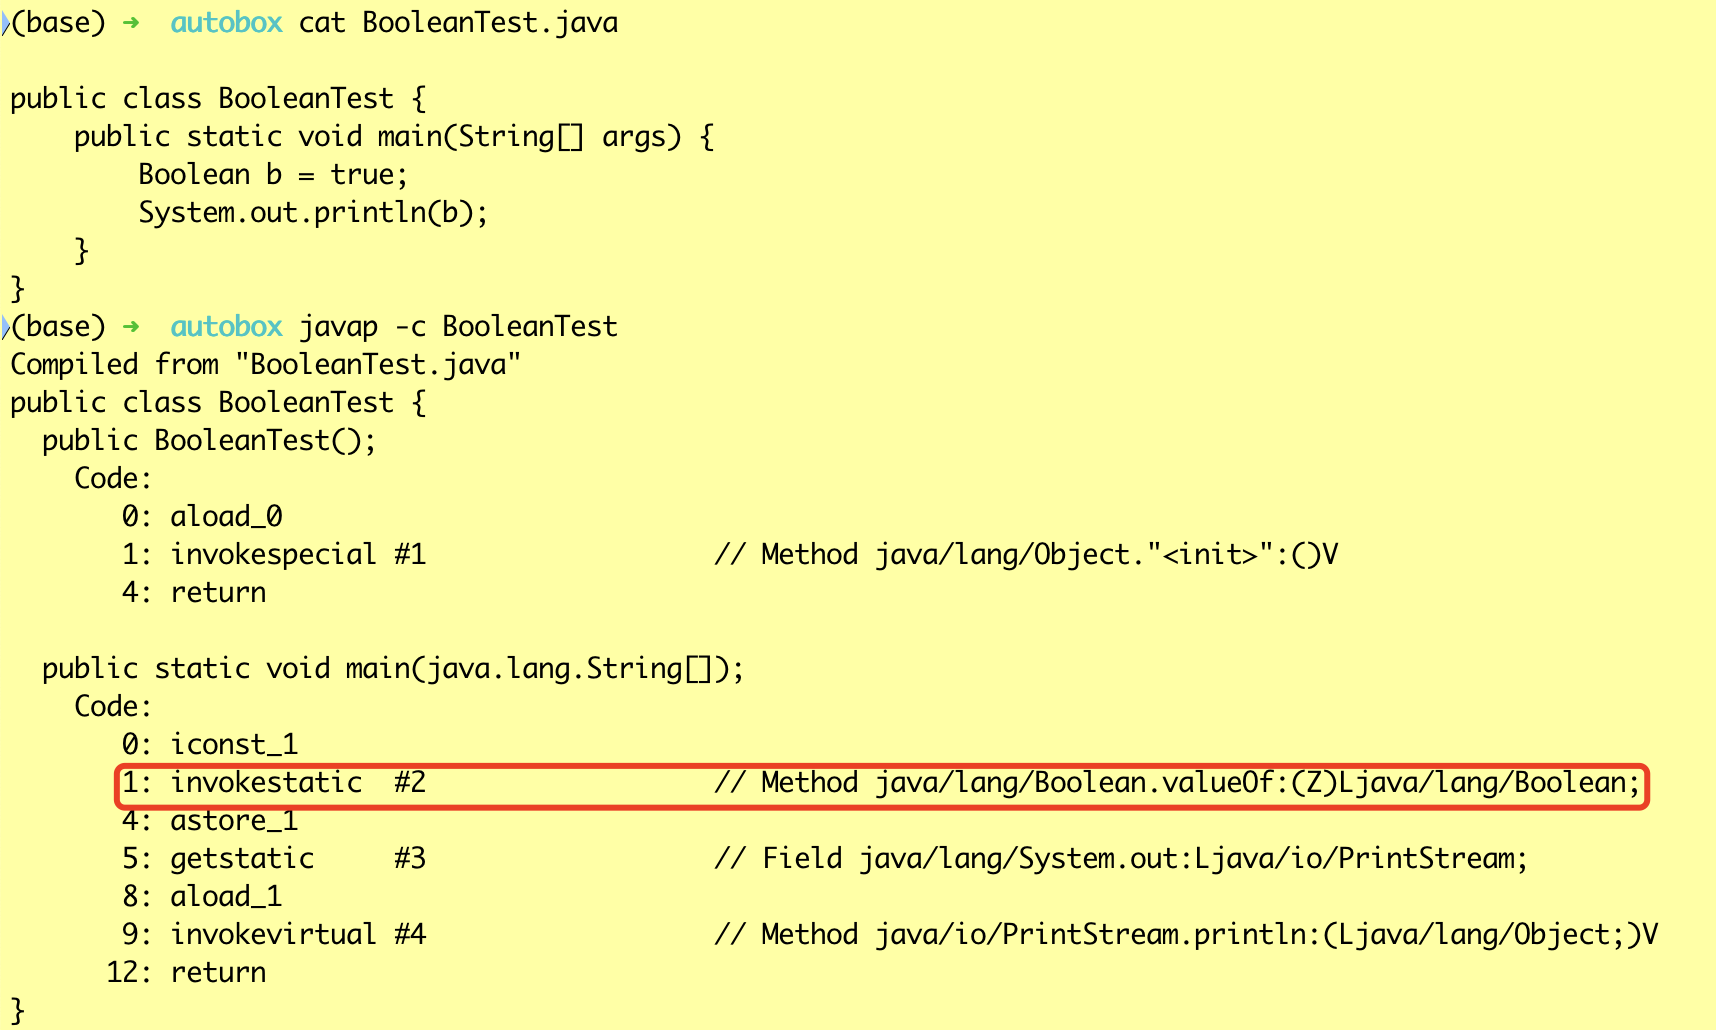 (base) ➜  autobox cat BooleanTest.java

public class BooleanTest {
    public static void main(String[] args) {
        Boolean b = true;
        System.out.println(b);
    }
}
(base) ➜  autobox javap -c BooleanTest
Compiled from "BooleanTest.java"
public class BooleanTest {
  public BooleanTest();
    Code:
       0: aload_0
       1: invokespecial #1                  // Method java/lang/Object."<init>":()V
       4: return

  public static void main(java.lang.String[]);
    Code:
       0: iconst_1
       1: invokestatic  #2                  // Method java/lang/Boolean.valueOf:(Z)Ljava/lang/Boolean;
       4: astore_1
       5: getstatic     #3                  // Field java/lang/System.out:Ljava/io/PrintStream;
       8: aload_1
       9: invokevirtual #4                  // Method java/io/PrintStream.println:(Ljava/lang/Object;)V
      12: return
}